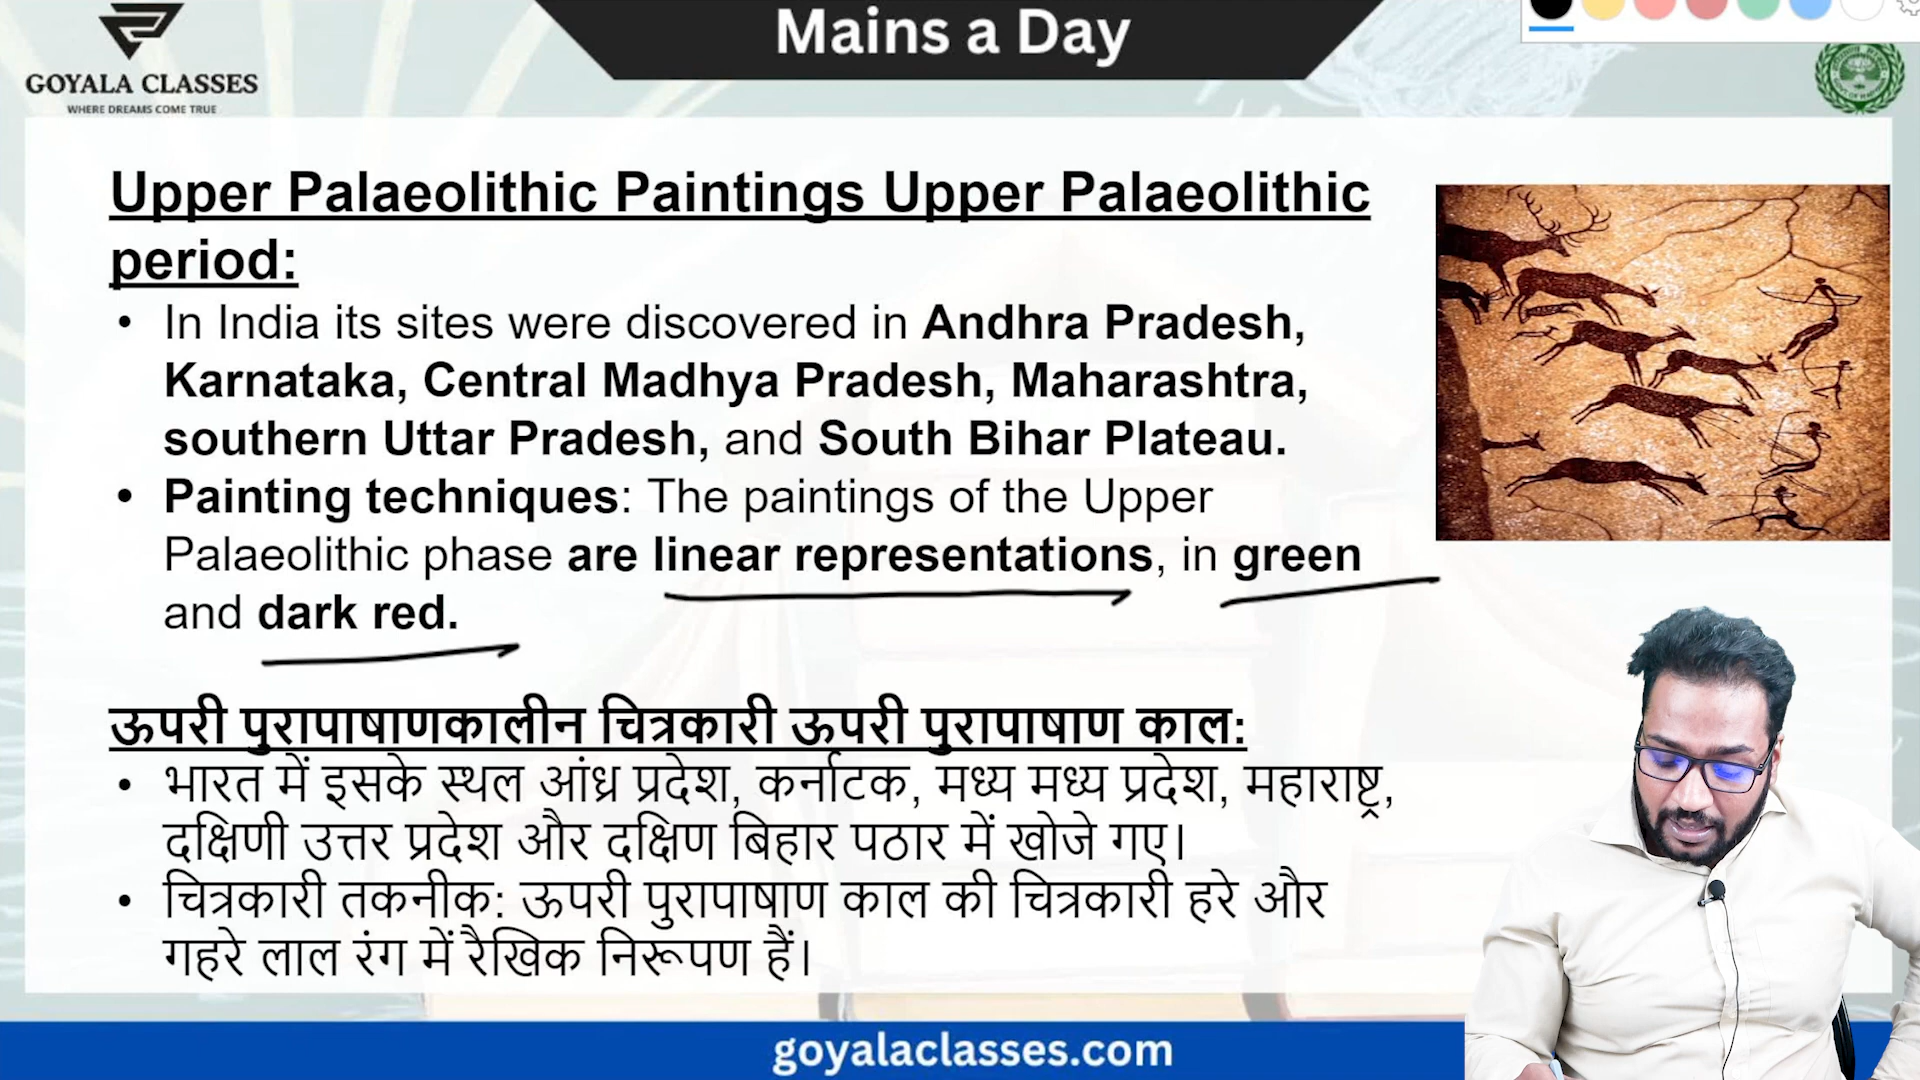 GOYALA CLASSES
WHERE DREAMS COME TRUE
Mains a Day
Upper Palaeolithic Paintings Upper Palaeolithic
period:
• In India its sites were discovered in Andhra Pradesh,
Karnataka, Central Madhya Pradesh, Maharashtra,
southern Uttar Pradesh, and South Bihar Plateau.
• Painting techniques: The paintings of the Upper
Palaeolithic phase are linear representations, in green
and dark red.
ऊपरी पुरापाषाणकालीन चित्रकारी ऊपरी पुरापाषाण काल:
• भारत में इसके स्थल आंध्र प्रदेश, कर्नाटक, मध्य मध्य प्रदेश, महाराष्ट्र,
दक्षिणी उत्तर प्रदेश और दक्षिण बिहार पठार में खोजे गए।
• चित्रकारी तकनीक: ऊपरी पुरापाषाण काल की चित्रकारी हरे और
गहरे लाल रंग में रैखिक निरूपण हैं।
goyalaclasses.com